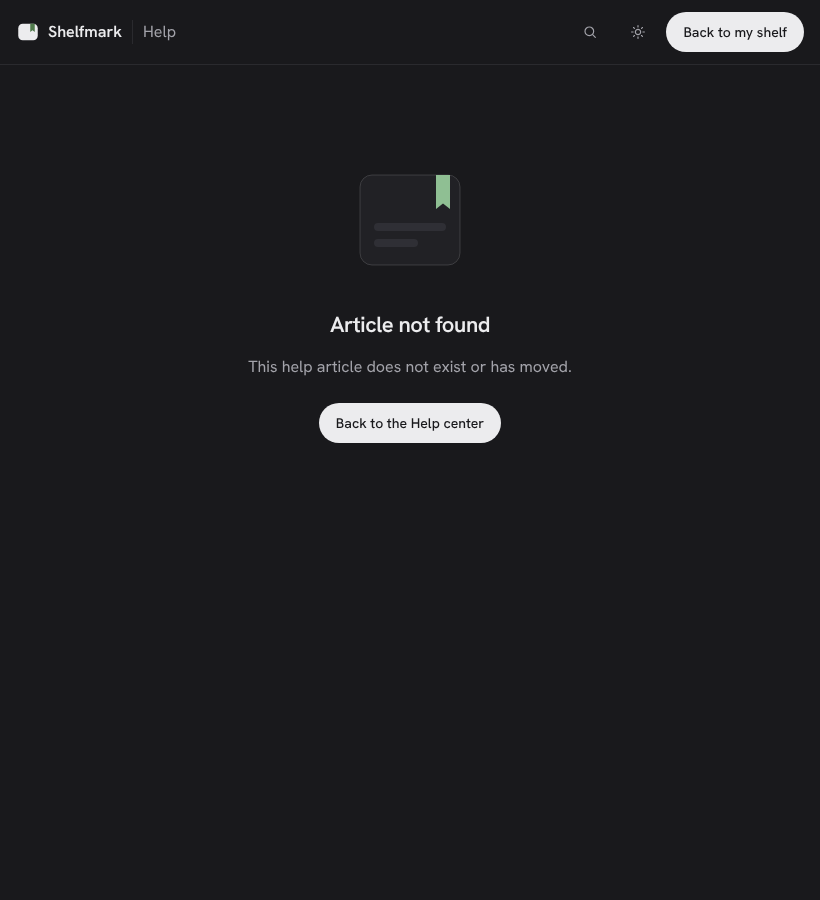 Shelfmark
Help
Back to my shelf
Article not found
This help article does not exist or has moved.
Back to the Help center